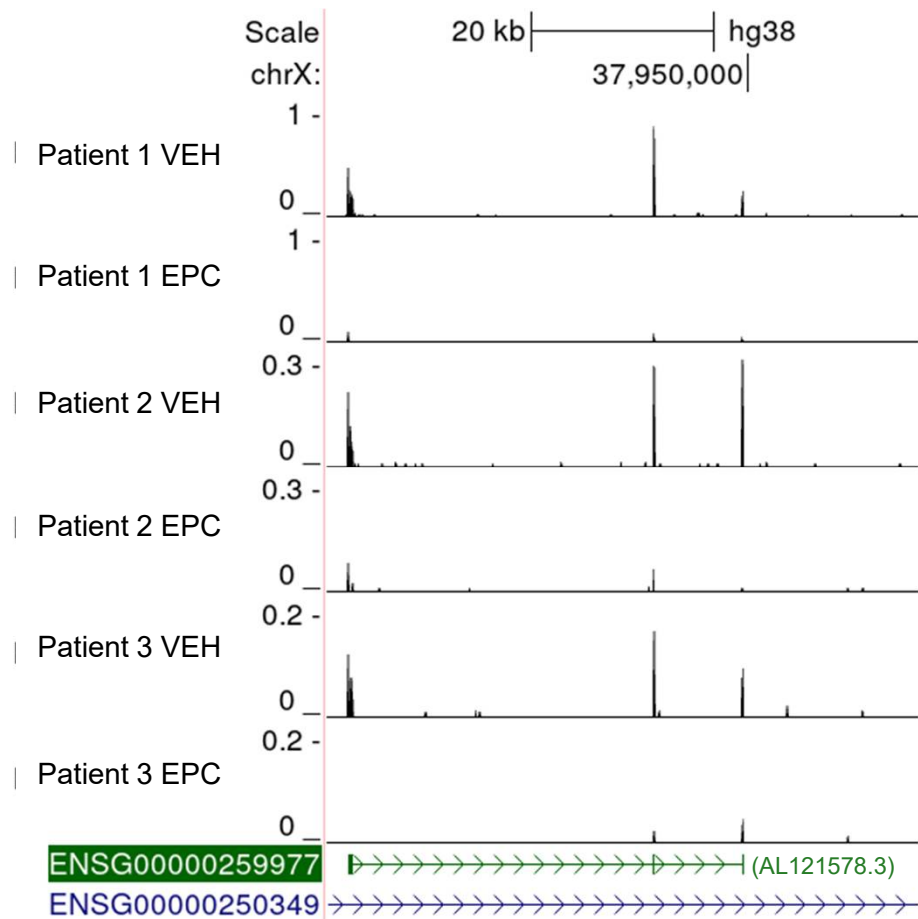 Scale 20 kb hg38
chrX: 37,950,000
1 -
Patient 1 VEH
0
1 -
Patient 1 EPC
0
0.3 -
Patient 2 VEH
0
0.3 -
Patient 2 EPC
0
0.2 -
Patient 3 VEH
0
0.2 -
Patient 3 EPC
0
ENSG00000259977 (AL121578.3)
ENSG00000250349